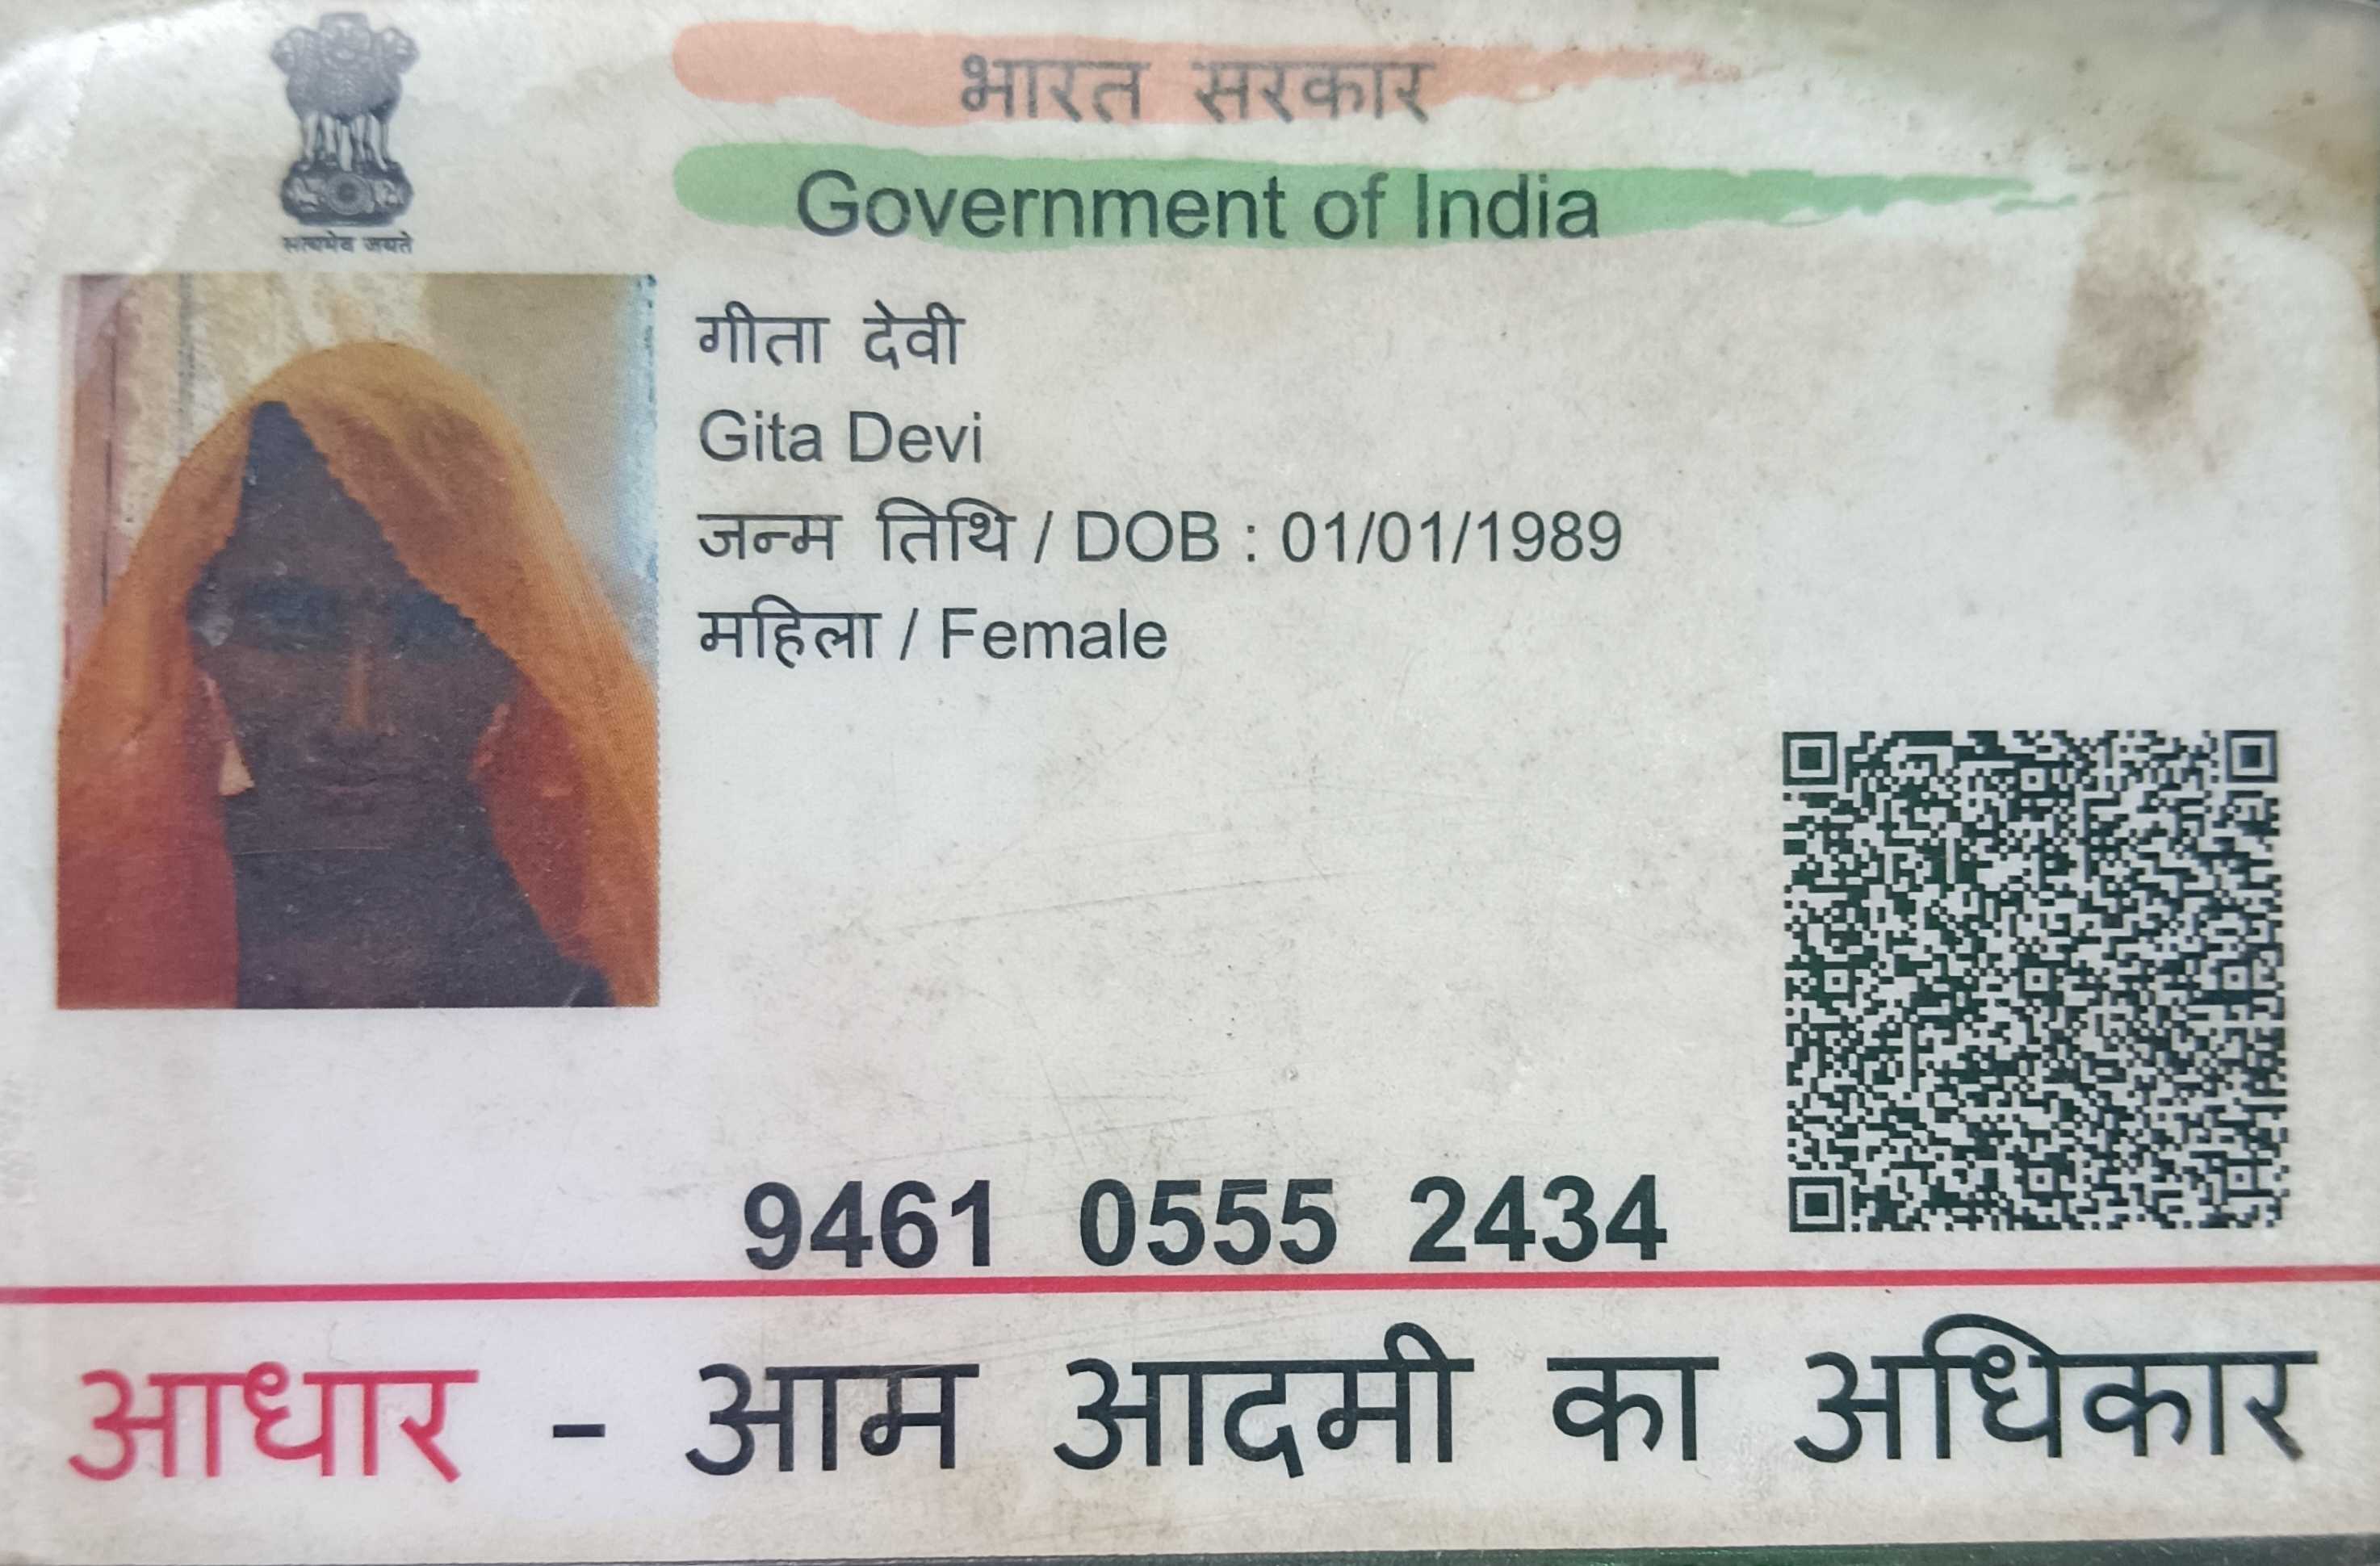 भारत सरकार
Government of India
सत्यमेव जयते
गीता देवी
Gita Devi
जन्म तिथि / DOB : 01/01/1989
महिला / Female
9461 0555 2434
आधार - आम आदमी का अधिकार